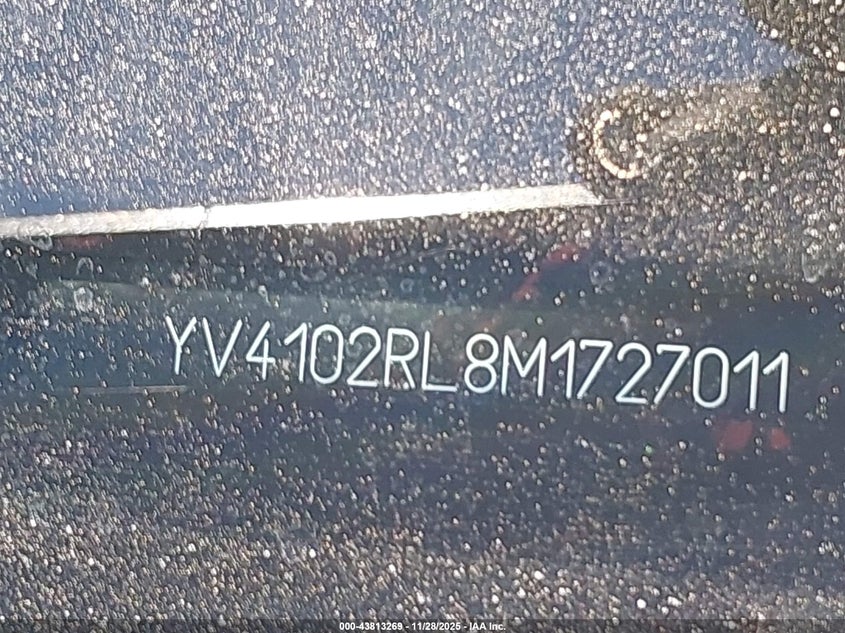 YV4102RL8M1727011
000-43813269 - 11/28/2025 - IAA Inc.